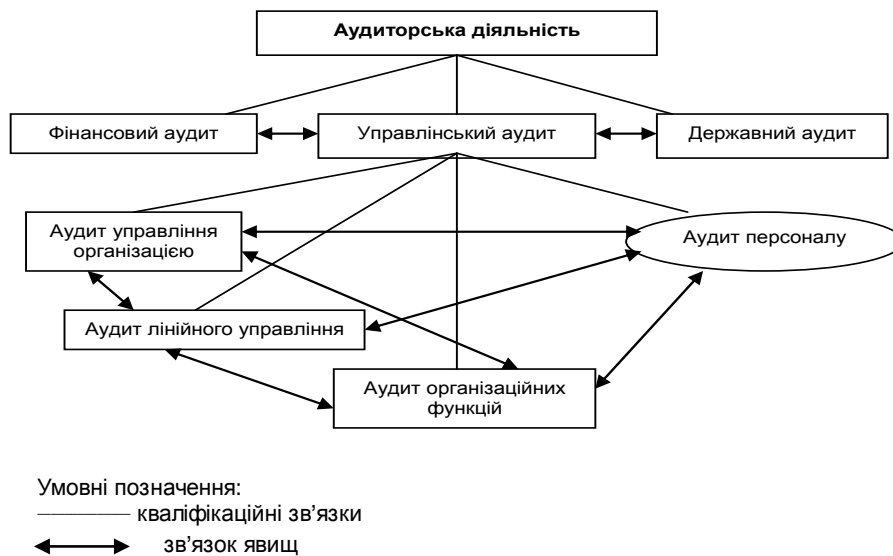 Аудиторська діяльність
Фінансовий аудит
Управлінський аудит
Державний аудит
Аудит управління
організацією
Аудит персоналу
Аудит лінійного управління
Аудит організаційних
функцій
Умовні позначення:
кваліфікаційні зв’язки
зв’язок явищ